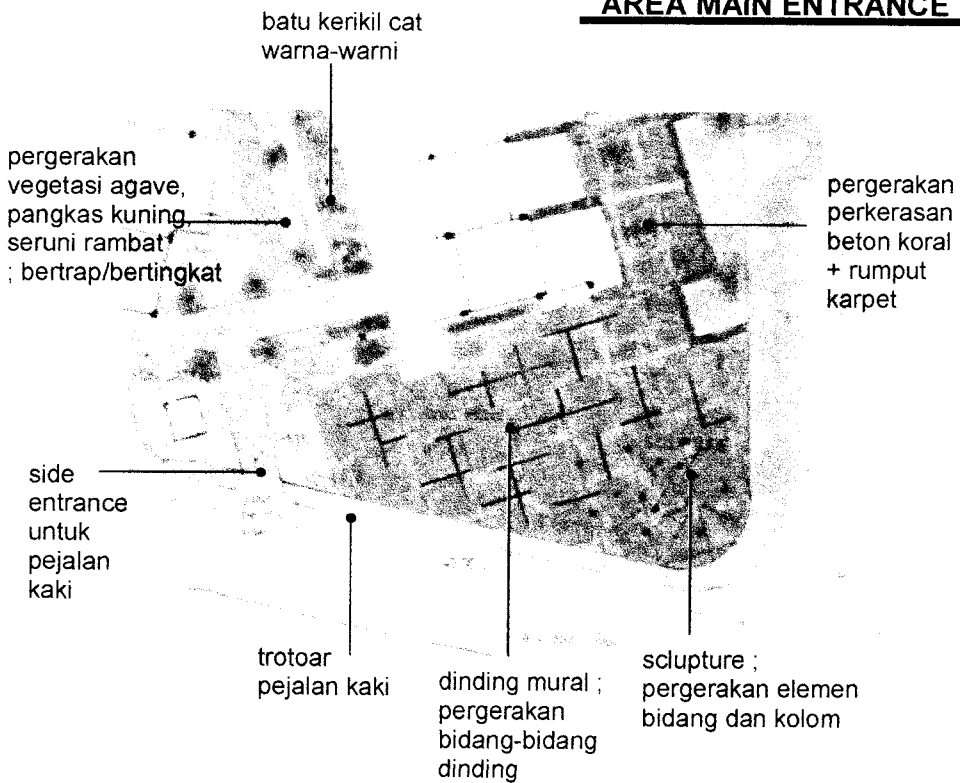 AREA MAIN ENTRANCE
batu kerikil cat
warna-warni
pergerakan
vegetasi agave,
pangkas kuning,
seruni rambat
; bertrap/bertingkat
pergerakan
perkerasan
beton koral
+ rumput
karpet
side
entrance
untuk
pejalan
kaki
trotoar
pejalan kaki
dinding mural ;
pergerakan
bidang-bidang
dinding
sclupture ;
pergerakan elemen
bidang dan kolom